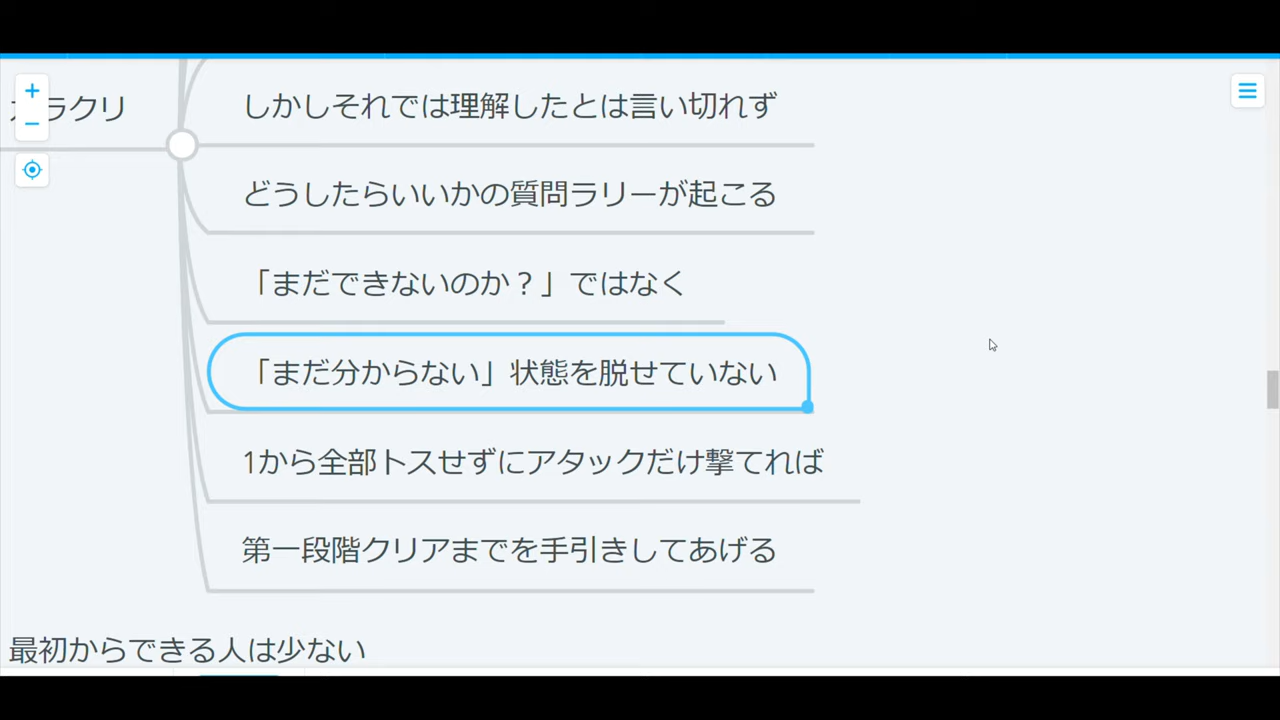 ラクリ
しかしそれでは理解したとは言い切れず
どうしたらいいかの質問ラリーが起こる
「まだできないのか？」ではなく
「まだ分からない」状態を脱せていない
1から全部トスせずにアタックだけ撃てれば
第一段階クリアまでを手引きしてあげる
最初からできる人は少ない